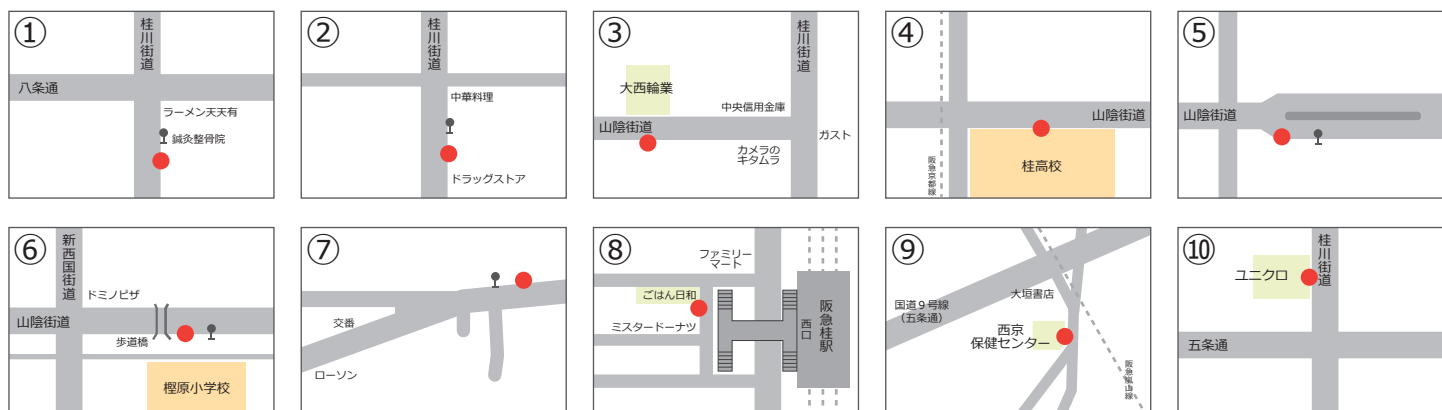 ①
桂川街道
八条通
ラーメン天天有
鍼灸整骨院
②
桂川街道
中華料理
ドラッグストア
③
桂川街道
大西輪業
中央信用金庫
山陰街道
ガスト
カメラの
キタムラ
④
山陰街道
阪急京都線
桂高校
⑤
山陰街道
⑥
新西国街道
ドミノピザ
山陰街道
歩道橋
樫原小学校
⑦
交番
ローソン
⑧
ファミリー
マート
ごはん日和
ミスタードーナツ
西口
阪急桂駅
⑨
大垣書店
国道9号線
(五条通)
西京
保健センター
阪急嵐山線
⑩
桂川街道
ユニクロ
五条通